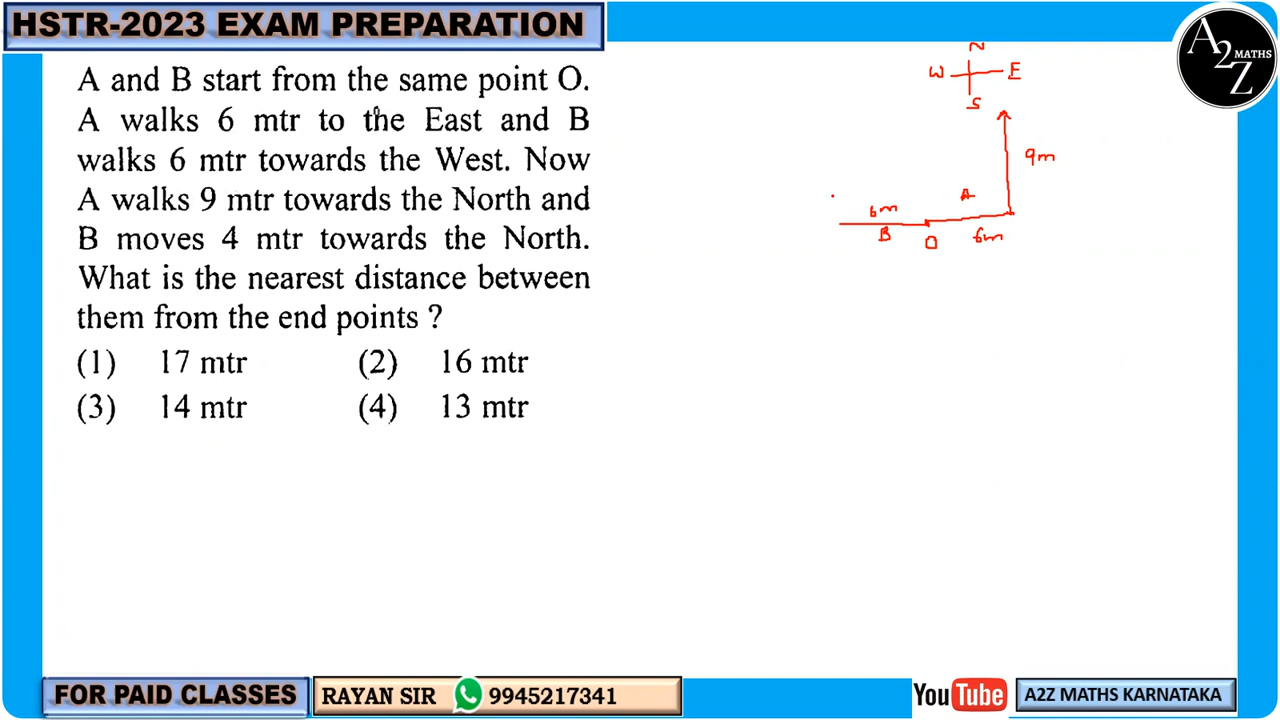 HSTR-2023 EXAM PREPARATION
A2Z MATHS
A and B start from the same point O.
A walks 6 mtr to the East and B
walks 6 mtr towards the West. Now
A walks 9 mtr towards the North and
B moves 4 mtr towards the North.
What is the nearest distance between
them from the end points ?
(1) 17 mtr (2) 16 mtr
(3) 14 mtr (4) 13 mtr
N
W E
S
9m
A
6m
B O 6m
FOR PAID CLASSES RAYAN SIR 9945217341 YouTube A2Z MATHS KARNATAKA